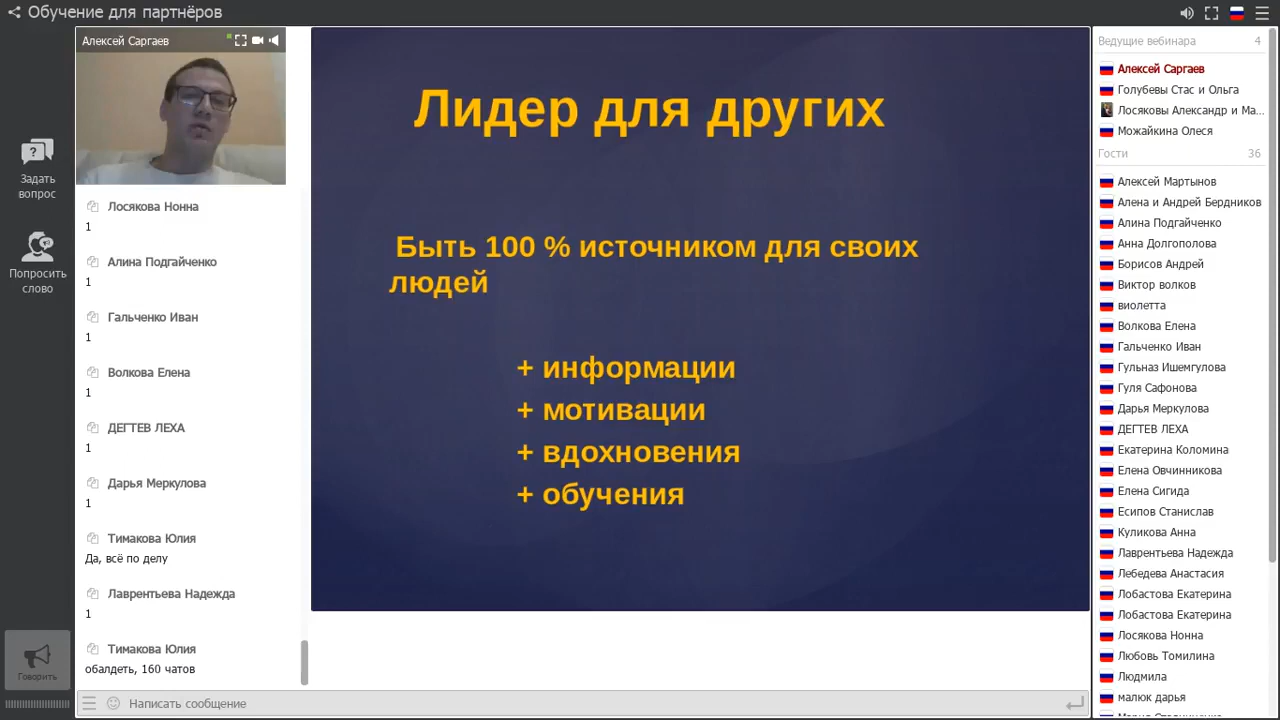 Обучение для партнёров
Алексей Саргаев
Задать
вопрос
Попросить
слово
Говорить
Лосякова Нонна
1
Алина Подгайченко
1
Гальченко Иван
1
Волкова Елена
1
ДЕГТЕВ ЛЕХА
1
Дарья Меркулова
1
Тимакова Юлия
Да, всё по делу
Лаврентьева Надежда
1
Тимакова Юлия
обалдеть, 160 чатов
Написать сообщение
Лидер для других
Быть 100 % источником для своих
людей
+ информации
+ мотивации
+ вдохновения
+ обучения
Ведущие вебинара 4
Алексей Саргаев
Голубевы Стас и Ольга
Лосяковы Александр и Ма...
Можайкина Олеся
Гости 36
Алексей Мартынов
Алена и Андрей Бердников
Алина Подгайченко
Анна Долгополова
Борисов Андрей
Виктор волков
виолетта
Волкова Елена
Гальченко Иван
Гульназ Ишемгулова
Гуля Сафонова
Дарья Меркулова
ДЕГТЕВ ЛЕХА
Екатерина Коломина
Елена Овчинникова
Елена Сигида
Есипов Станислав
Куликова Анна
Лаврентьева Надежда
Лебедева Анастасия
Лобастова Екатерина
Лобастова Екатерина
Лосякова Нонна
Любовь Томилина
Людмила
малюк дарья